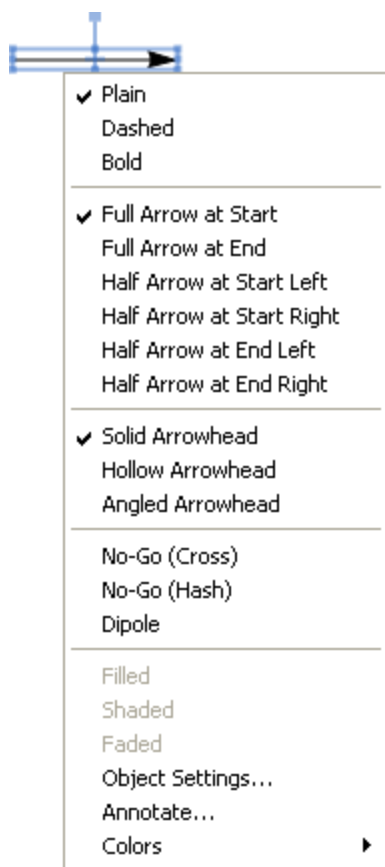 Plain
Dashed
Bold
Full Arrow at Start
Full Arrow at End
Half Arrow at Start Left
Half Arrow at Start Right
Half Arrow at End Left
Half Arrow at End Right
Solid Arrowhead
Hollow Arrowhead
Angled Arrowhead
No-Go (Cross)
No-Go (Hash)
Dipole
Filled
Shaded
Faded
Object Settings...
Annotate...
Colors